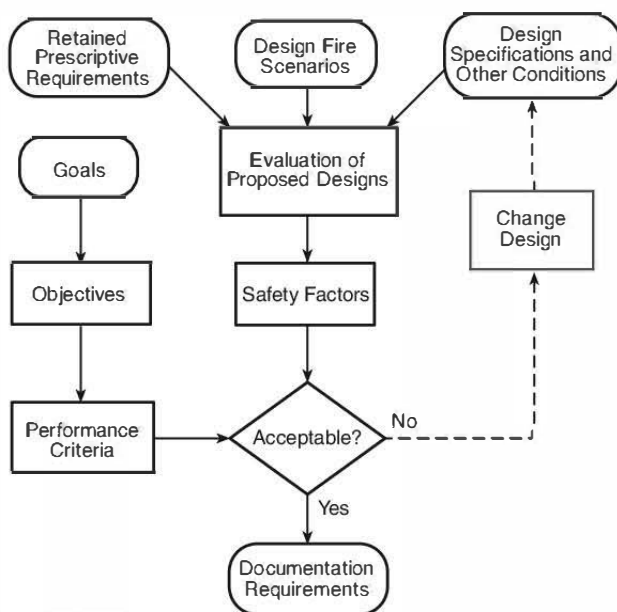 Retained
Prescriptive
Requirements
Design Fire
Scenarios
Design
Specifications and
Other Conditions
Goals
Evaluation of
Proposed Designs
Change
Design
Objectives
Safety Factors
Performance
Criteria
Acceptable?
No
Yes
Documentation
Requirements